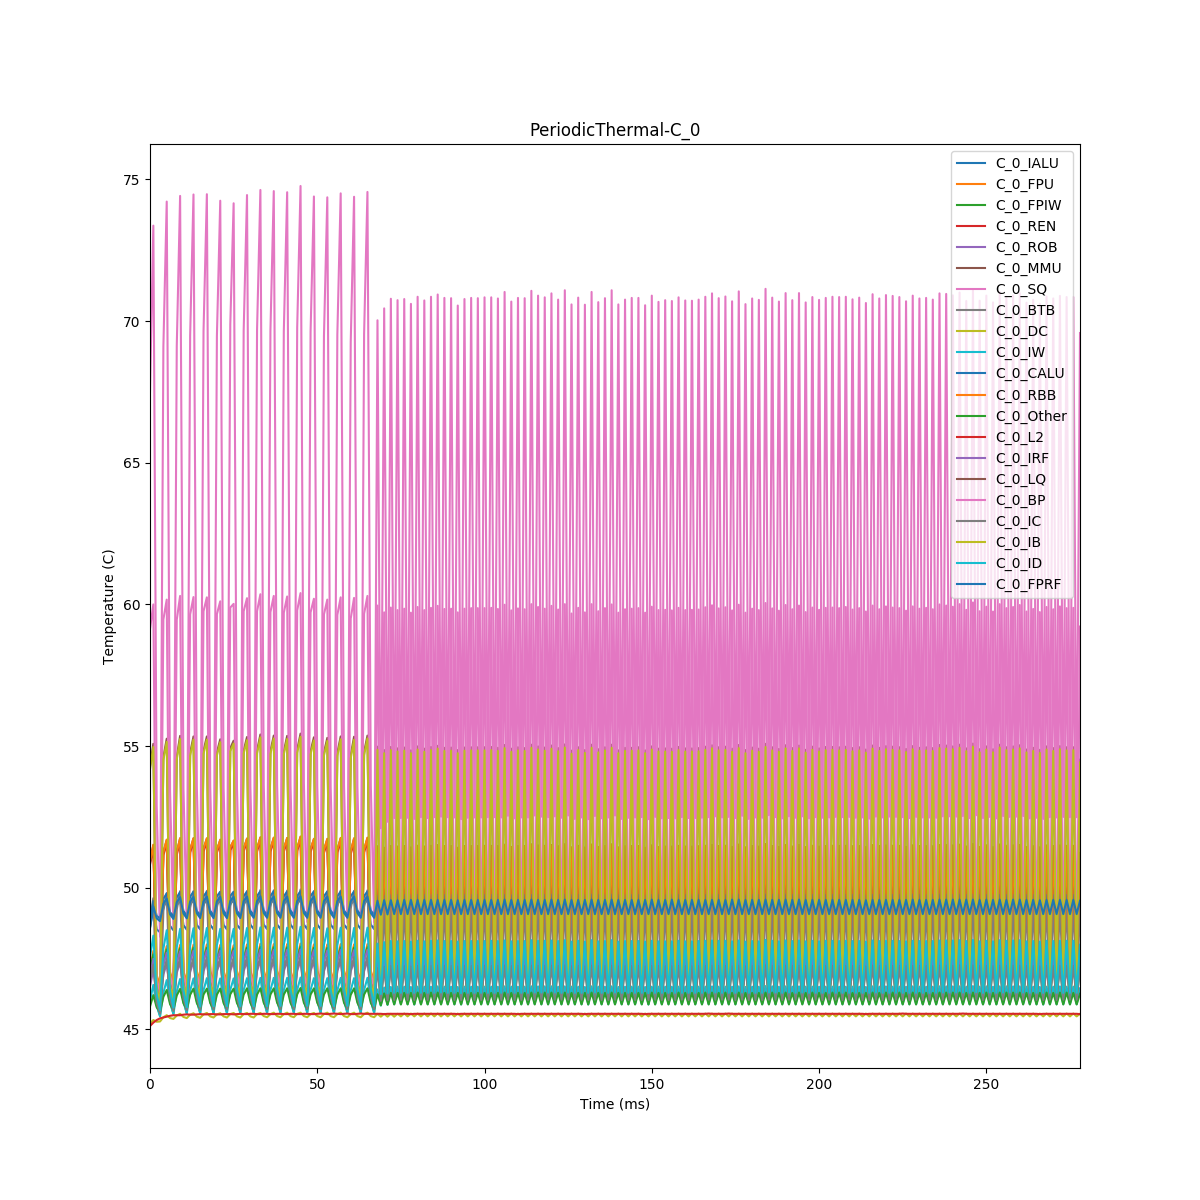 PeriodicThermal-C_0
75
70
65
60
55
50
45
Temperature (C)
0
50
100
150
200
250
Time (ms)
C_0_IALU
C_0_FPU
C_0_FPIW
C_0_REN
C_0_ROB
C_0_MMU
C_0_SQ
C_0_BTB
C_0_DC
C_0_IW
C_0_CALU
C_0_RBB
C_0_Other
C_0_L2
C_0_IRF
C_0_LQ
C_0_BP
C_0_IC
C_0_IB
C_0_ID
C_0_FPRF